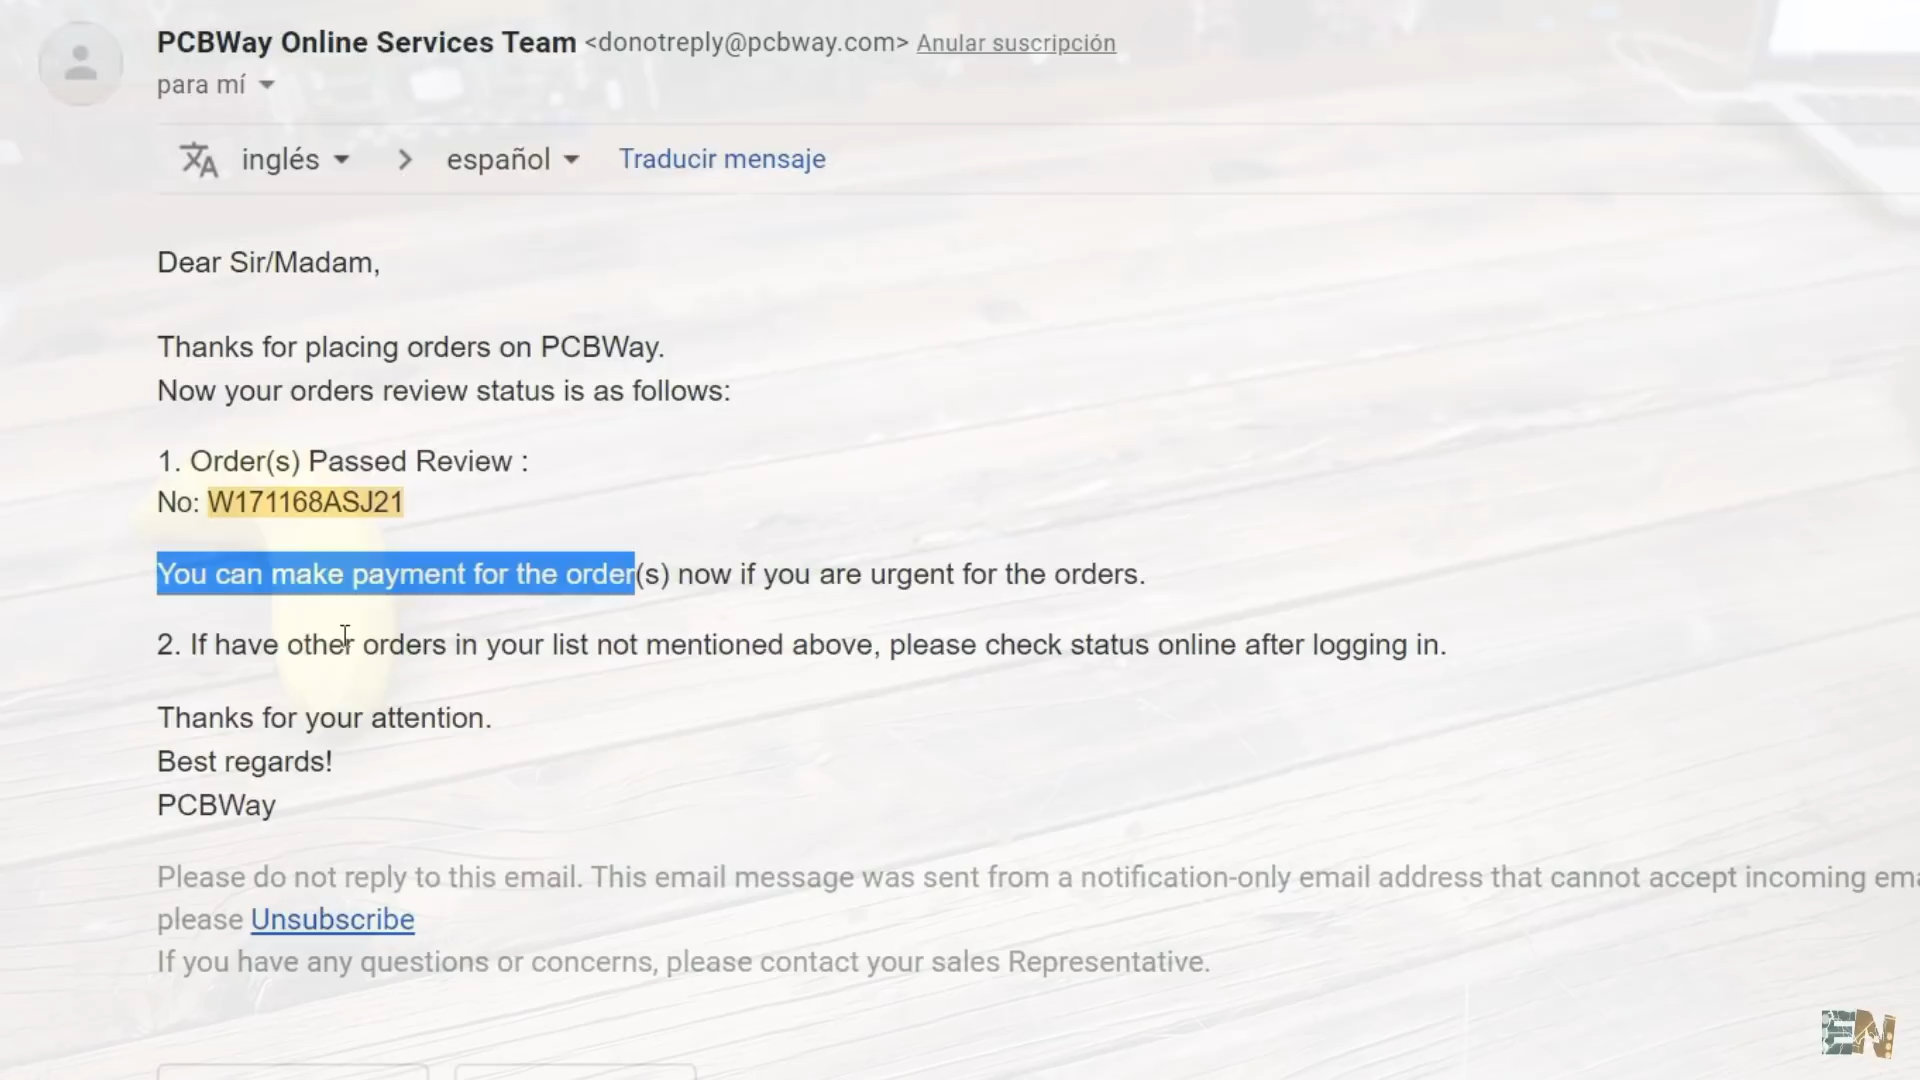 PCBWay Online Services Team <donotreply@pcbway.com> Anular suscripción
para mí
inglés > español Traducir mensaje
Dear Sir/Madam,
Thanks for placing orders on PCBWay.
Now your orders review status is as follows:
1. Order(s) Passed Review :
No: W171168ASJ21
You can make payment for the order(s) now if you are urgent for the orders.
2. If have other orders in your list not mentioned above, please check status online after logging in.
Thanks for your attention.
Best regards!
PCBWay
Please do not reply to this email. This email message was sent from a notification-only email address that cannot accept incoming
please Unsubscribe
If you have any questions or concerns, please contact your sales Representative.
EN